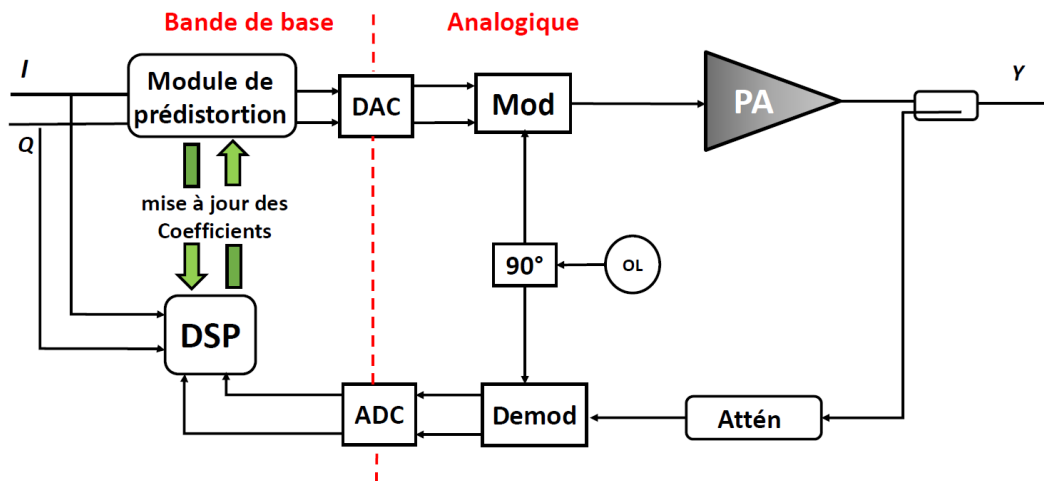 Bande de base
Analogique
I
Q
Module de
prédistortion
DAC
Mod
PA
Y
mise à jour des
Coefficients
90°
OL
DSP
ADC
Demod
Attén